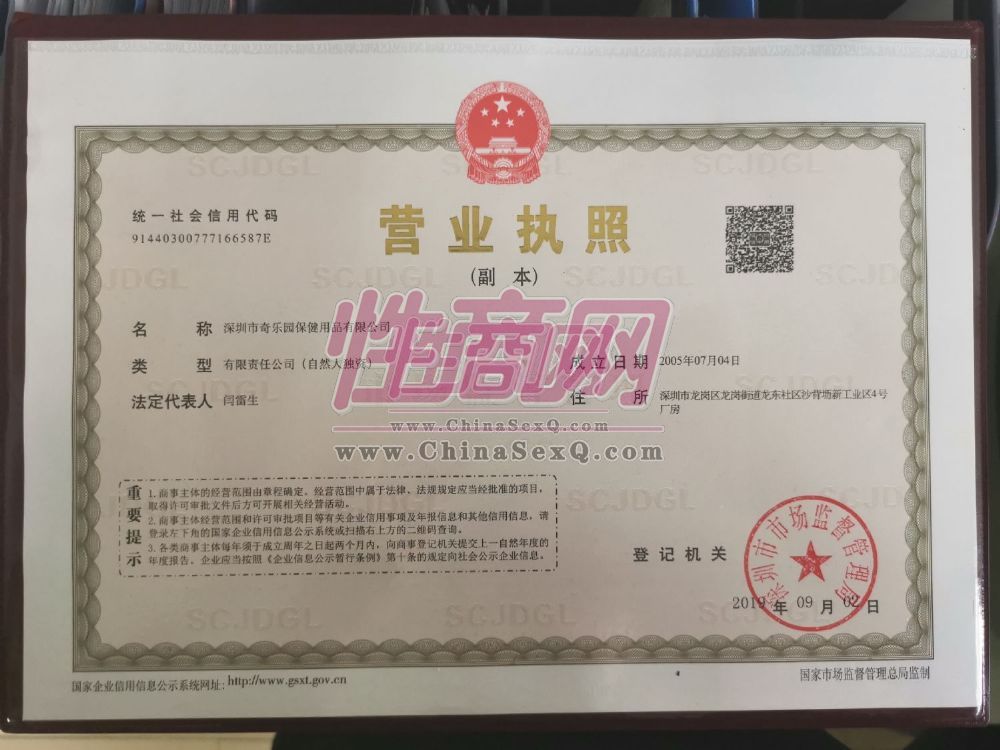 统一社会信用代码
91440300777166587E
营业执照
(副本)
名称 深圳市奇乐园保健用品有限公司
类型 有限责任公司（自然人独资）
法定代表人 闫雷生
成立日期 2005年07月04日
住所 深圳市龙岗区龙岗街道龙东社区沙背坜新工业区4号
厂房
性商网
www.ChinaSexQ.com
www.ChinaSexQ.com
重要提示
1.商事主体的经营范围由章程确定。经营范围中属于法律、法规规定应当经批准的项目，
取得许可审批文件后方可开展相关经营活动。
2.商事主体经营范围和许可审批项目等有关企业信用事项及年报信息和其他信用信息，请
登录左下角的国家企业信用信息公示系统或扫描右上方的二维码查询。
3.各类商事主体每年须于成立周年之日起两个月内，向商事登记机关提交上一自然年度的
年度报告。企业应当按照《企业信息公示暂行条例》第十条的规定向社会公示企业信息。
登记机关
深圳市市场监督管理局
2019年09月02日
国家企业信用信息公示系统网址:http://www.gsxt.gov.cn
国家市场监督管理总局监制
SCJDGL